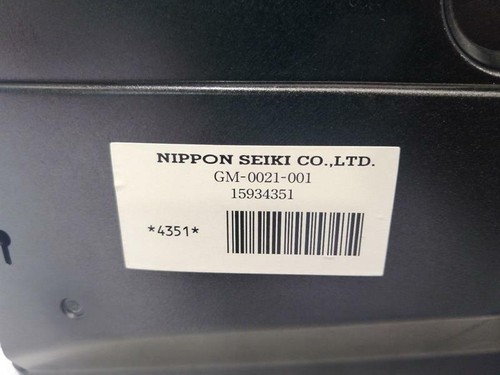 NIPPON SEIKI CO.,LTD.
GM-0021-001
15934351
*4351*